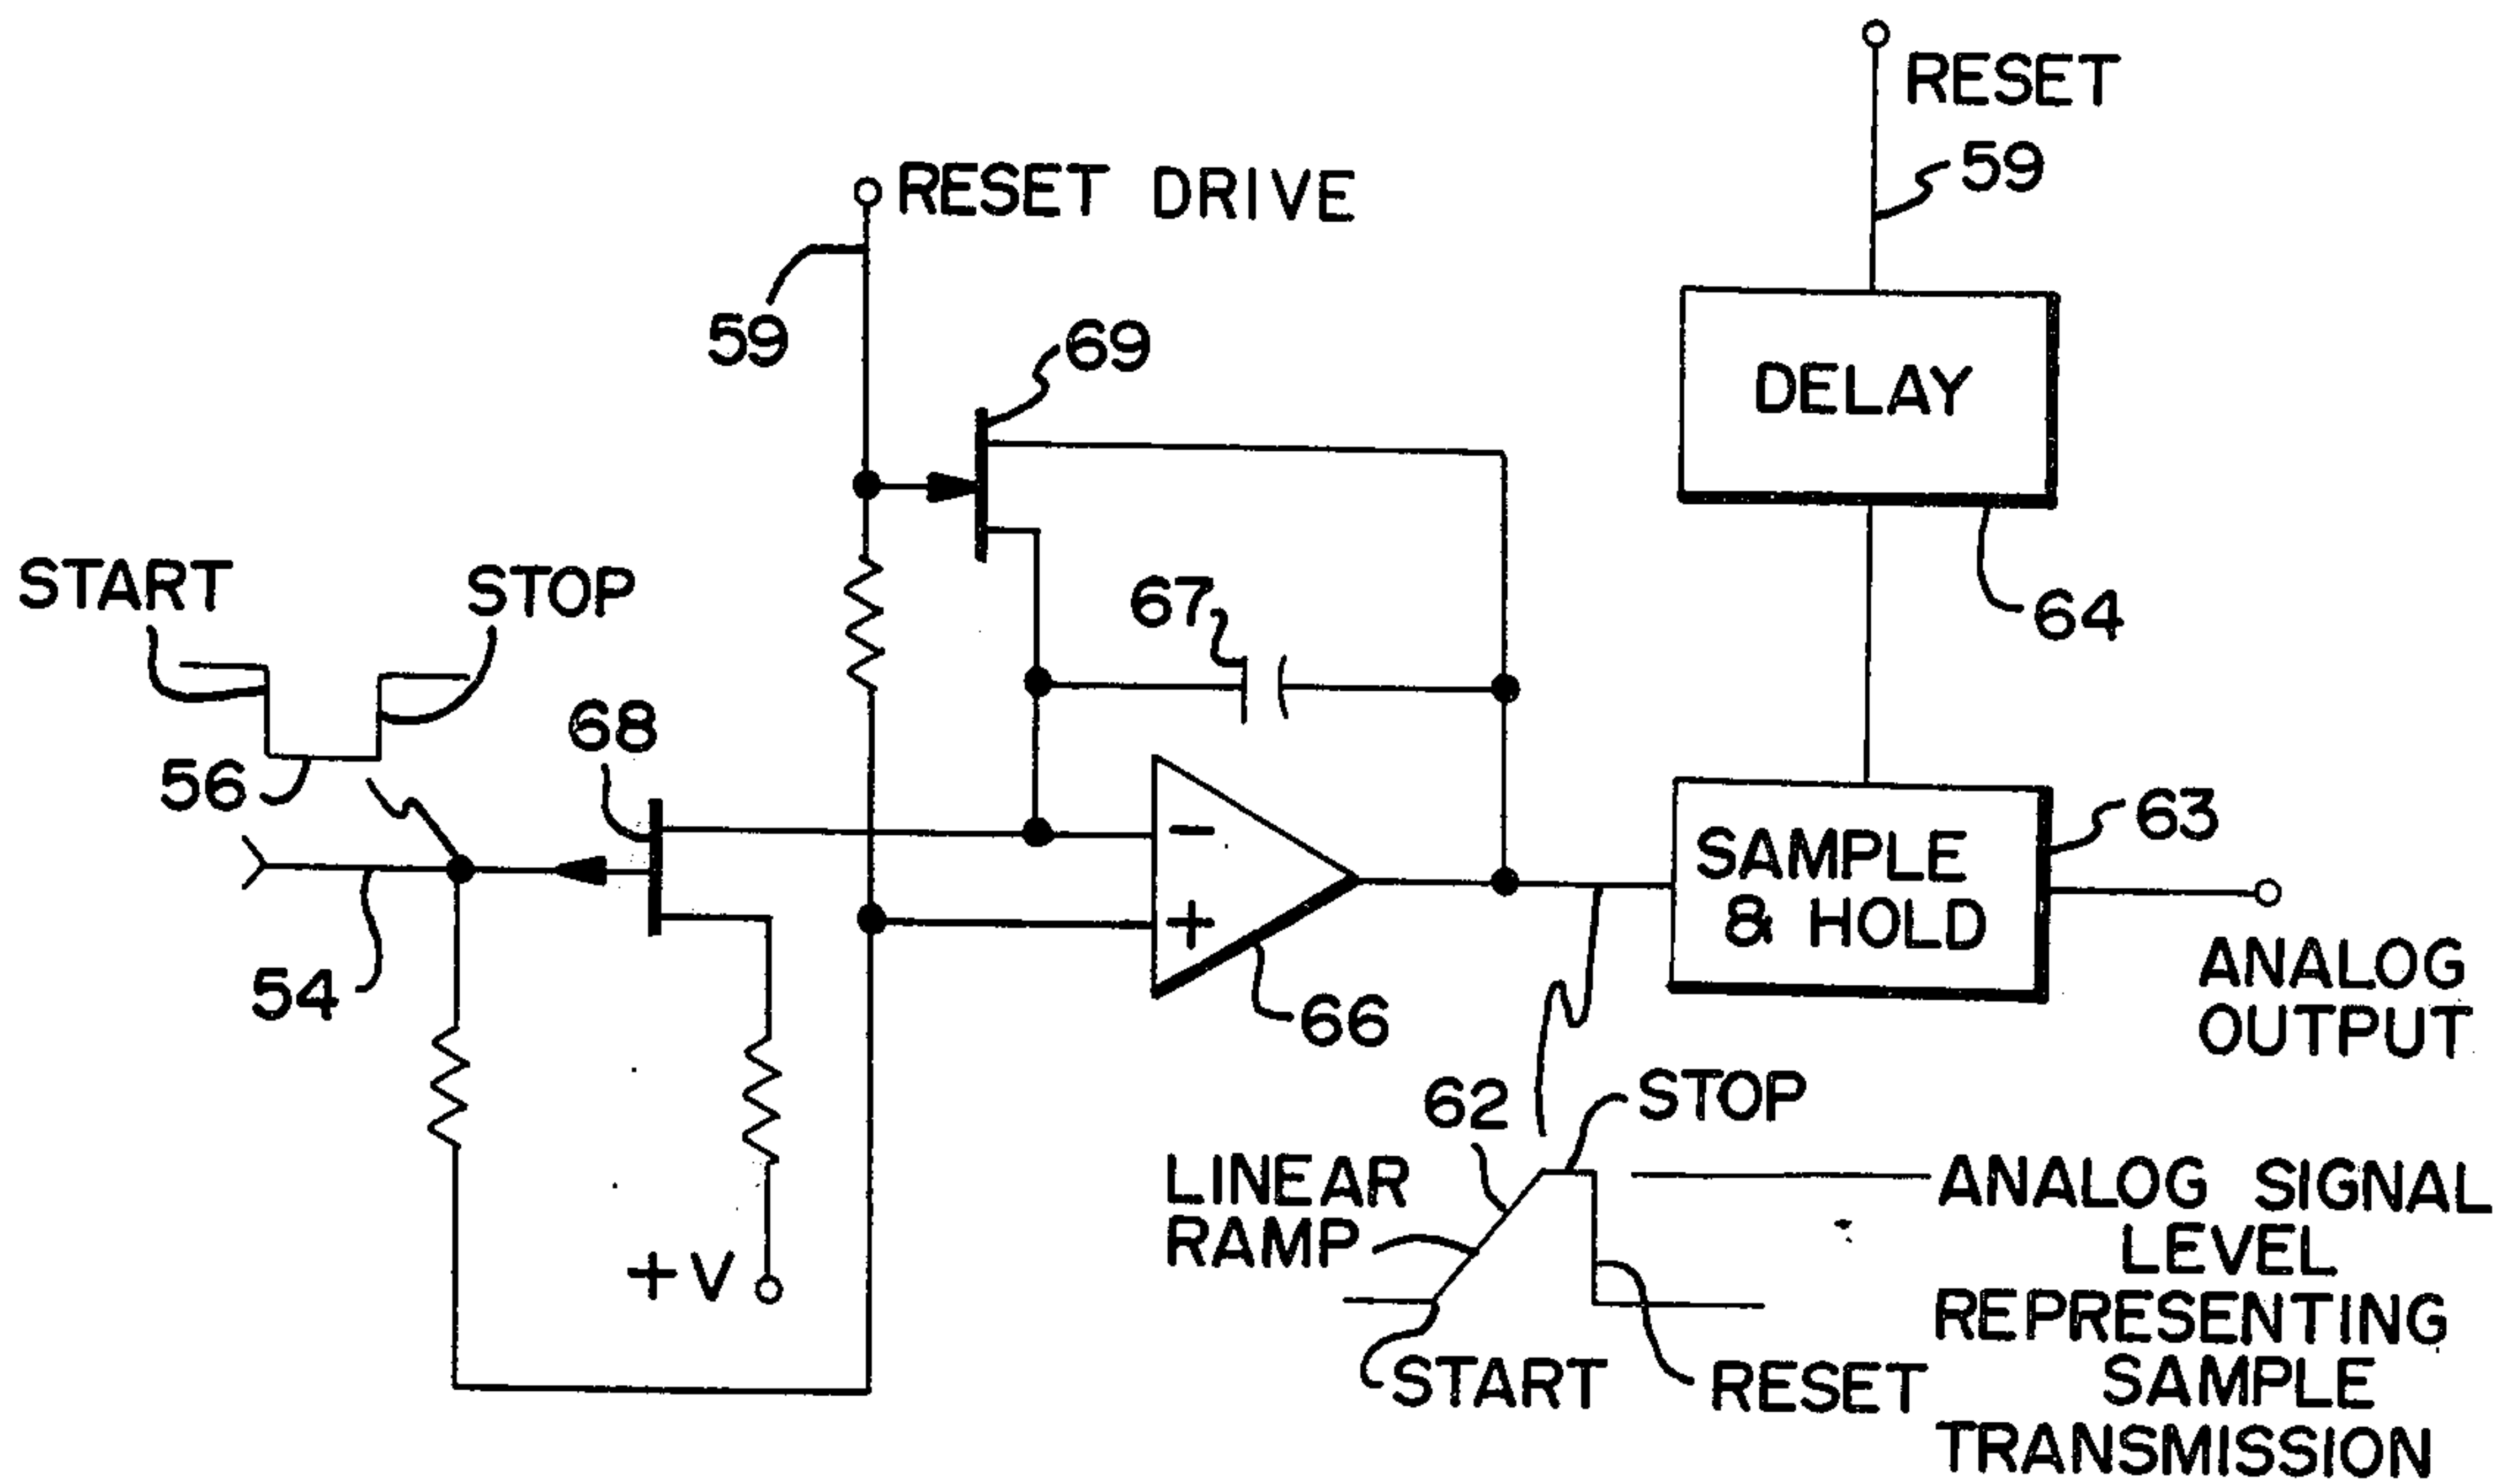 RESET
59
RESET DRIVE
59
69
DELAY
START
STOP
67
64
68
56
63
SAMPLE
& HOLD
-
+
+V
54
66
ANALOG
OUTPUT
62
STOP
LINEAR
RAMP
START
RESET
ANALOG SIGNAL
LEVEL
REPRESENTING
SAMPLE
TRANSMISSION